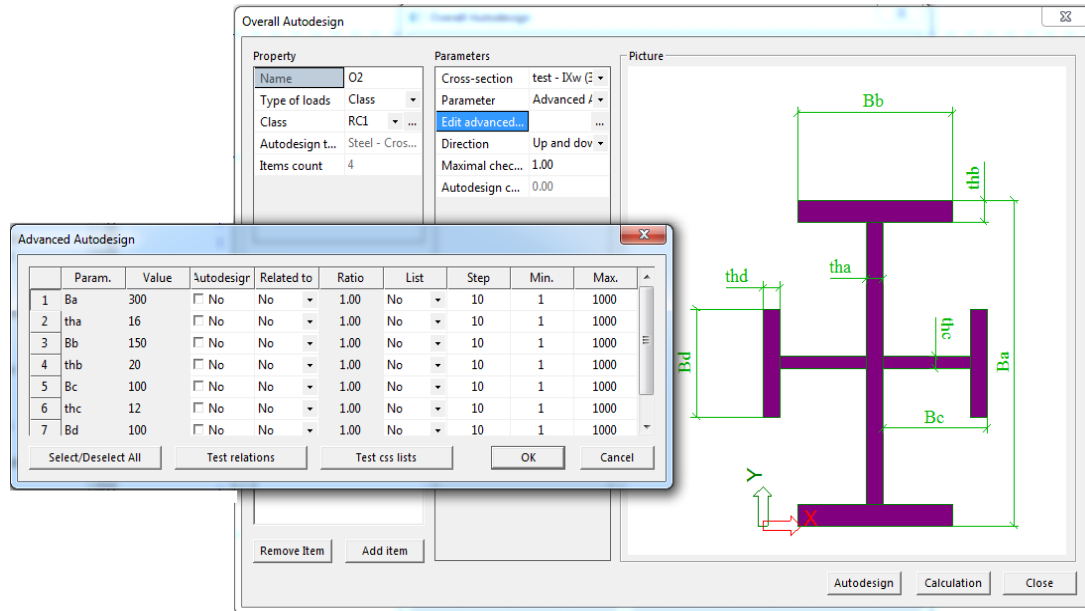 Overall Autodesign
Property
Name O2
Type of loads Class
Class RC1 ...
Autodesign t... Steel - Cros...
Items count 4
Parameters
Cross-section test - IXw (3
Parameter Advanced A
Edit advanced... ...
Direction Up and dov
Maximal chec... 1.00
Autodesign c... 0.00
Picture
Bb
thb
tha
thd
thc
Bd
Ba
Bc
Y
X
Advanced Autodesign
Param. Value Autodesign Related to Ratio List Step Min. Max.
1 Ba 300 No No 1.00 No 10 1 1000
2 tha 16 No No 1.00 No 10 1 1000
3 Bb 150 No No 1.00 No 10 1 1000
4 thb 20 No No 1.00 No 10 1 1000
5 Bc 100 No No 1.00 No 10 1 1000
6 thc 12 No No 1.00 No 10 1 1000
7 Bd 100 No No 1.00 No 10 1 1000
Select/Deselect All Test relations Test css lists OK Cancel
Remove Item Add item
Autodesign Calculation Close